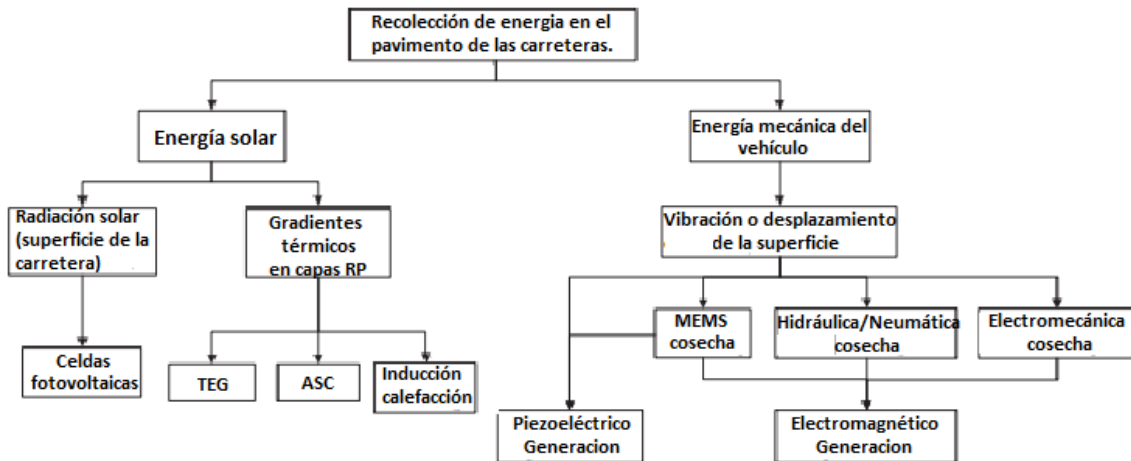 Recolección de energia en el
pavimento de las carreteras.
Energía solar
Energía mecánica del
vehículo
Radiación solar
(superficie de la
carretera)
Gradientes
térmicos
en capas RP
Vibración o desplazamiento
de la superficie
MEMS
cosecha
Hidráulica/Neumática
cosecha
Electromecánica
cosecha
Celdas
fotovoltaicas
TEG
ASC
Inducción
calefacción
Piezoeléctrico
Generacion
Electromagnético
Generacion